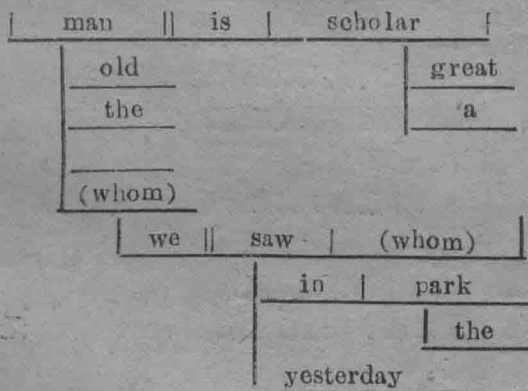 man || is | scholar
old great
the a
(whom)
we || saw | (whom)
in | park
the
yesterday